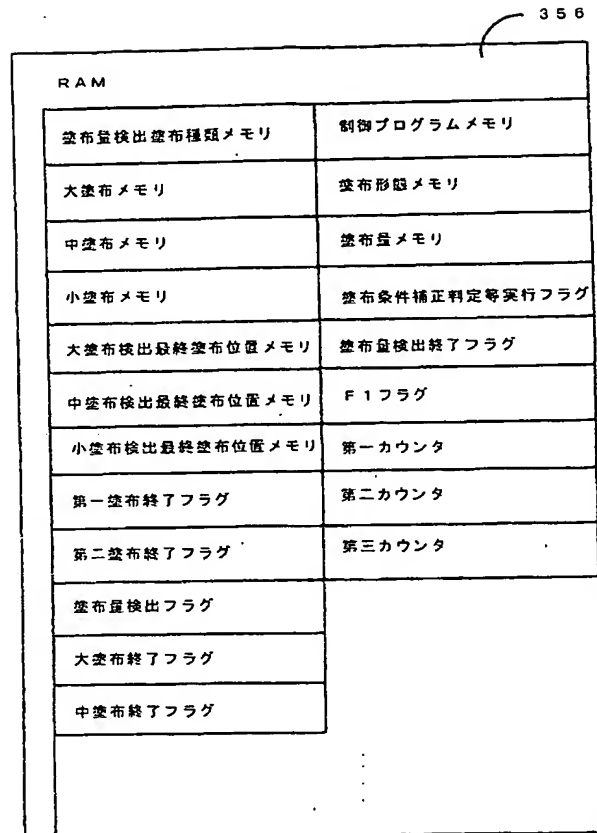 356
RAM
塗布量検出塗布種類メモリ
大塗布メモリ
中塗布メモリ
小塗布メモリ
大塗布検出最終塗布位置メモリ
中塗布検出最終塗布位置メモリ
小塗布検出最終塗布位置メモリ
第一塗布終了フラグ
第二塗布終了フラグ
塗布量検出フラグ
大塗布終了フラグ
中塗布終了フラグ
制御プログラムメモリ
塗布形態メモリ
塗布量メモリ
塗布条件補正判定等実行フラグ
塗布量検出終了フラグ
F1フラグ
第一カウンタ
第二カウンタ
第三カウンタ